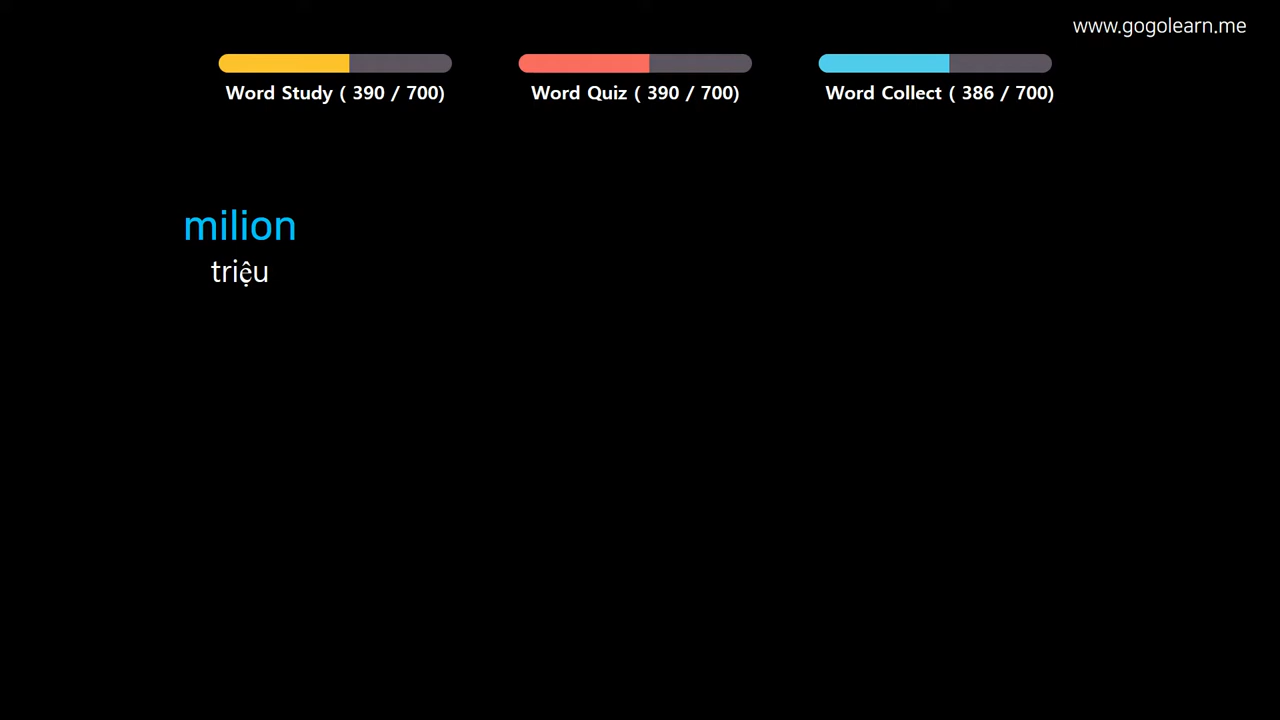 www.gogolearn.me
Word Study ( 390 / 700)
Word Quiz ( 390 / 700)
Word Collect ( 386 / 700)
milion
triệu